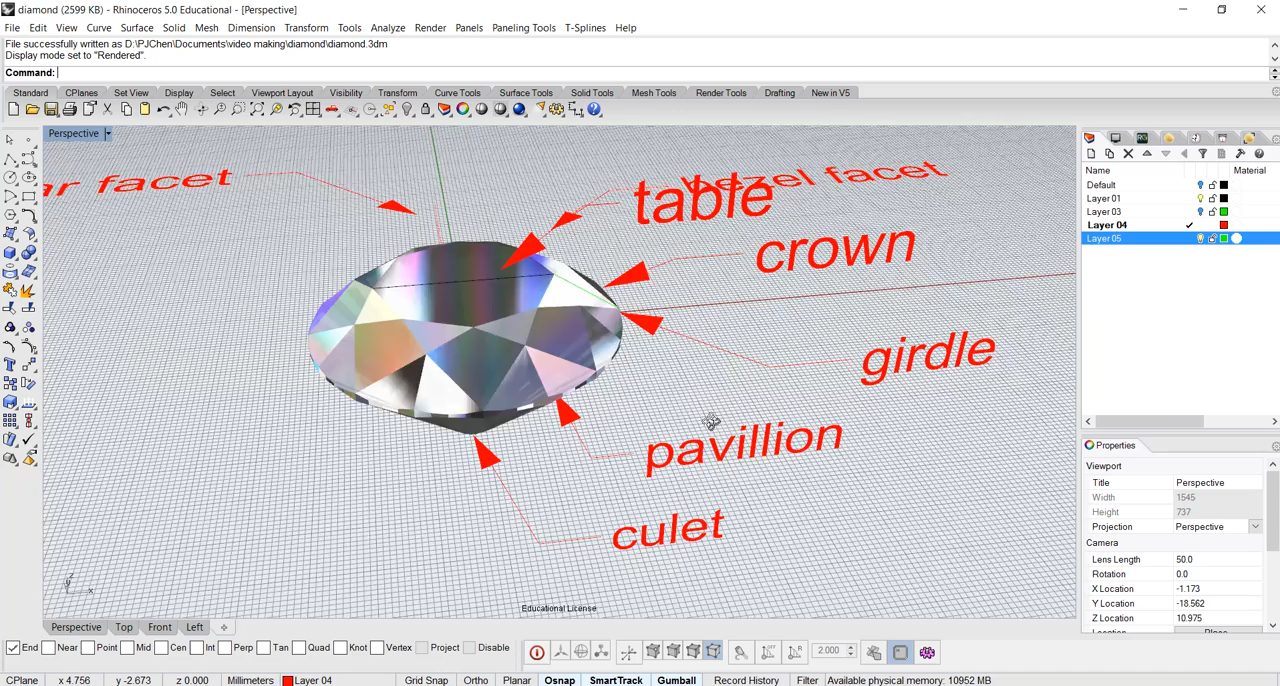 diamond (2599 KB) - Rhinoceros 5.0 Educational - [Perspective]
File Edit View Curve Surface Solid Mesh Dimension Transform Tools Analyze Render Panels Paneling Tools T-Splines Help
File successfully written as D:\PJChen\Documents\video making\diamond\diamond.3dm
Display mode set to "Rendered".
Command:
Standard CPlanes Set View Display Select Viewport Layout Visibility Transform Curve Tools Surface Tools Solid Tools Mesh Tools Render Tools Drafting New in V5
Perspective
ar facet
bezel facet
table
crown
girdle
pavillion
culet
Educational License
y
x
Name Material
Default
Layer 01
Layer 03
Layer 04
Layer 05
Properties
Viewport
Title Perspective
Width 1545
Height 737
Projection Perspective
Camera
Lens Length 50.0
Rotation 0.0
X Location -1.173
Y Location -18.562
Z Location 10.975
Location Place
Perspective Top Front Left
End Near Point Mid Cen Int Perp Tan Quad Knot Vertex Project Disable
2.000
CPlane x 4.756 y -2.673 z 0.000 Millimeters Layer 04 Grid Snap Ortho Planar Osnap SmartTrack Gumball Record History Filter Available physical memory: 10952 MB